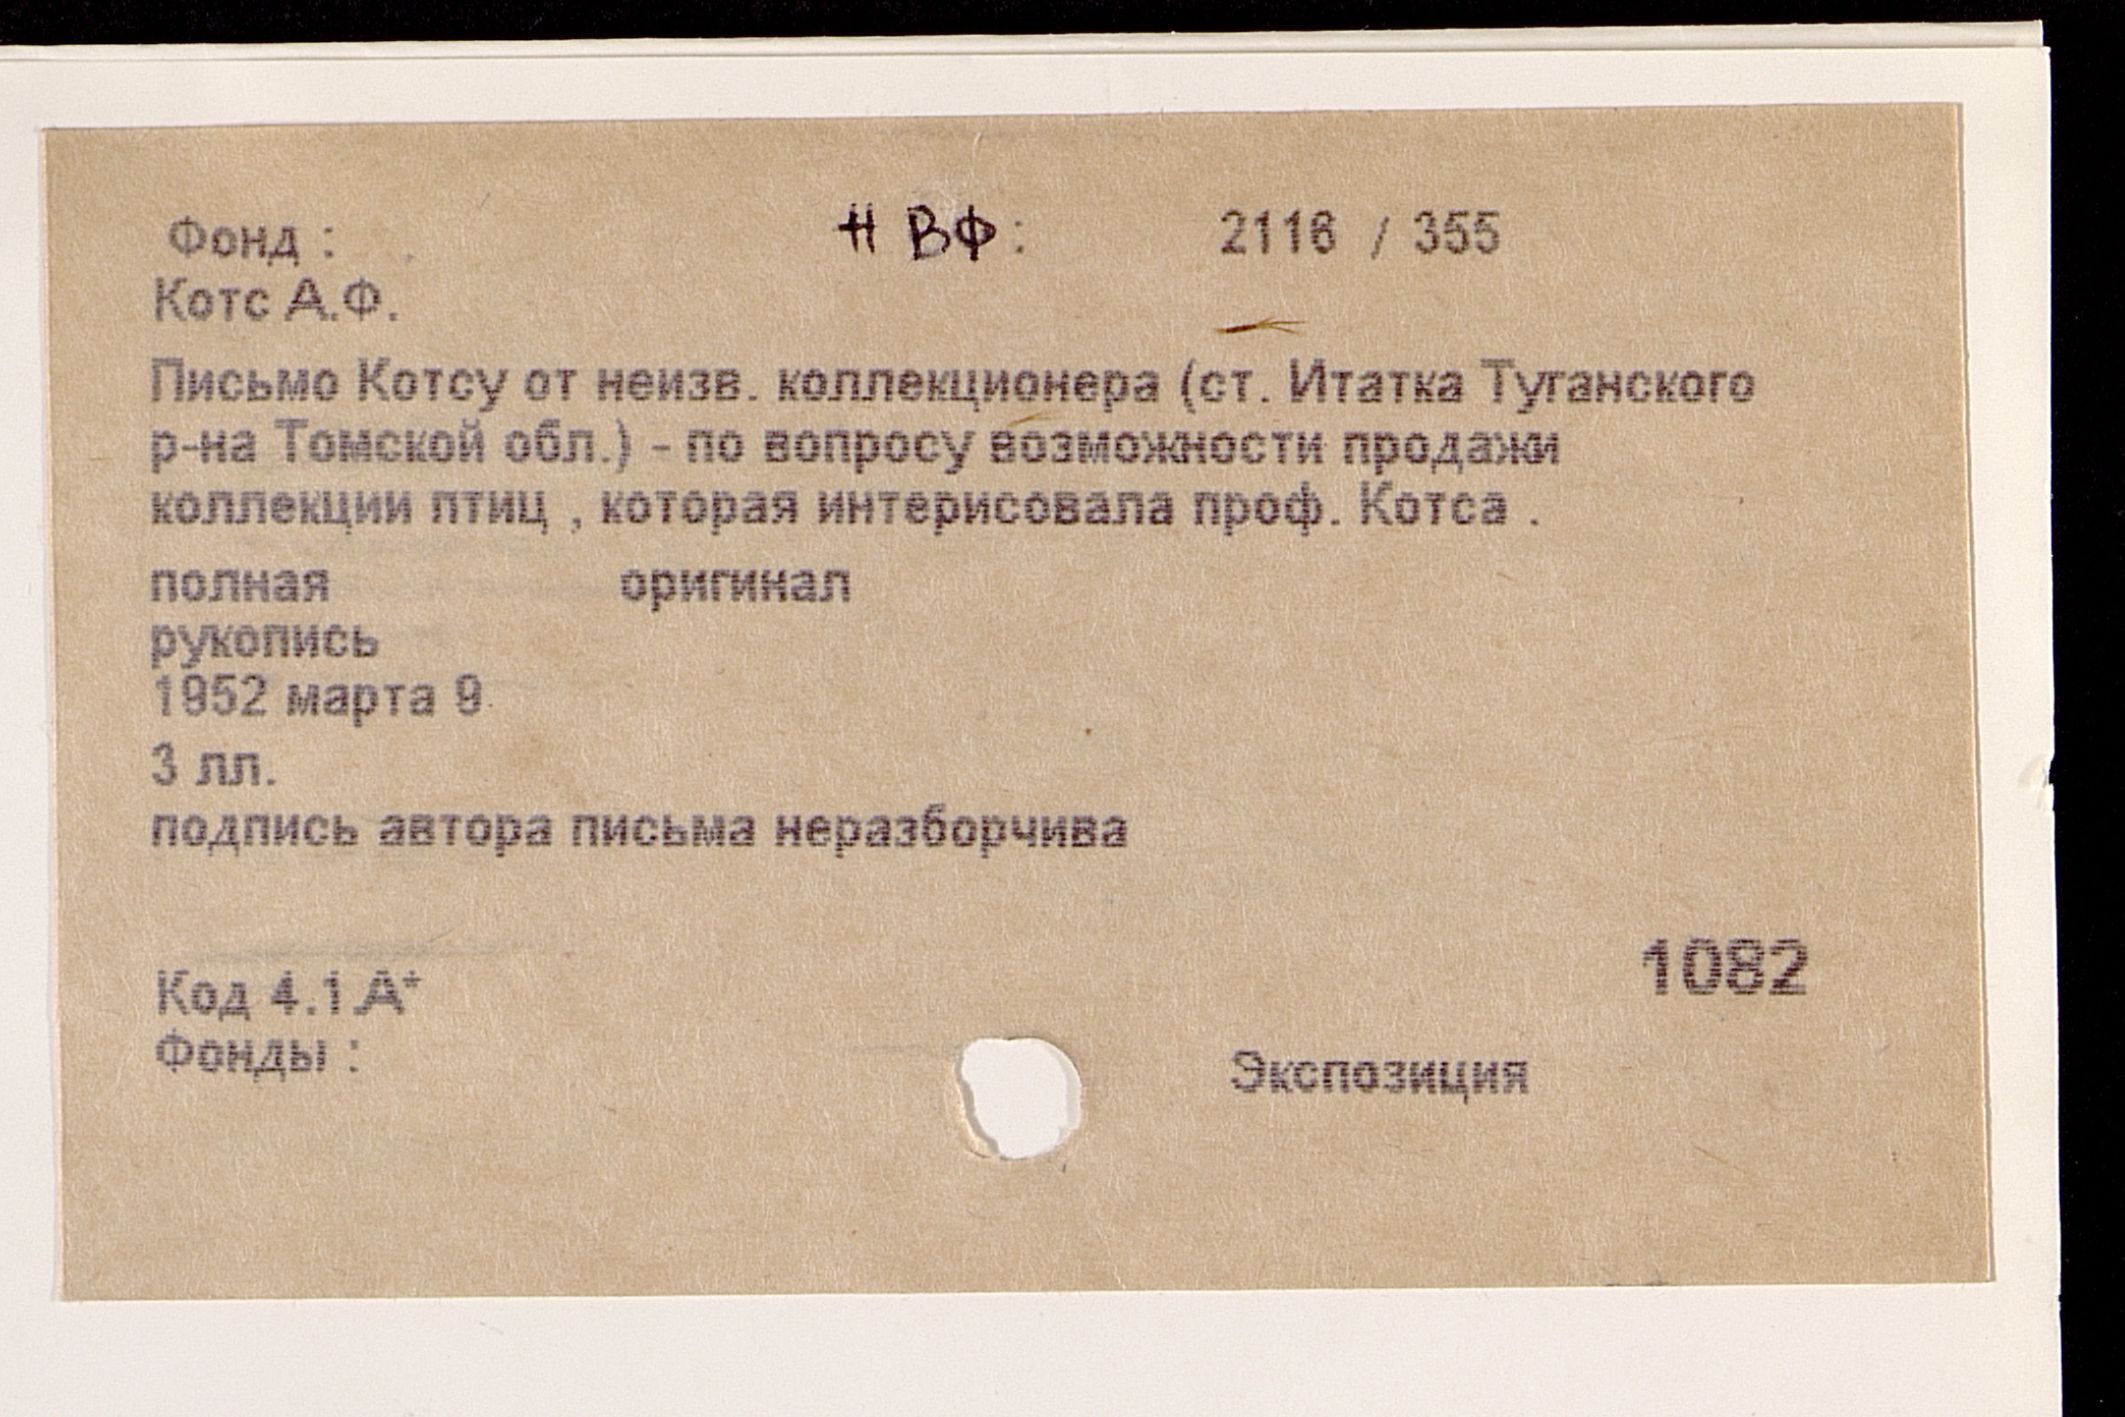 Фонд : НВФ: 2116 / 355
Котс А.Ф.
Письмо Котсу от неизв. коллекционера (ст. Итатка Туганского
р-на Томской обл.) - по вопросу возможности продажи
коллекции птиц , которая интерисовала проф. Котса .
полная оригинал
рукопись
1952 марта 9
3 лл.
подпись автора письма неразборчива
1082
Код 4.1.А+
Фонды :
Экспозиция